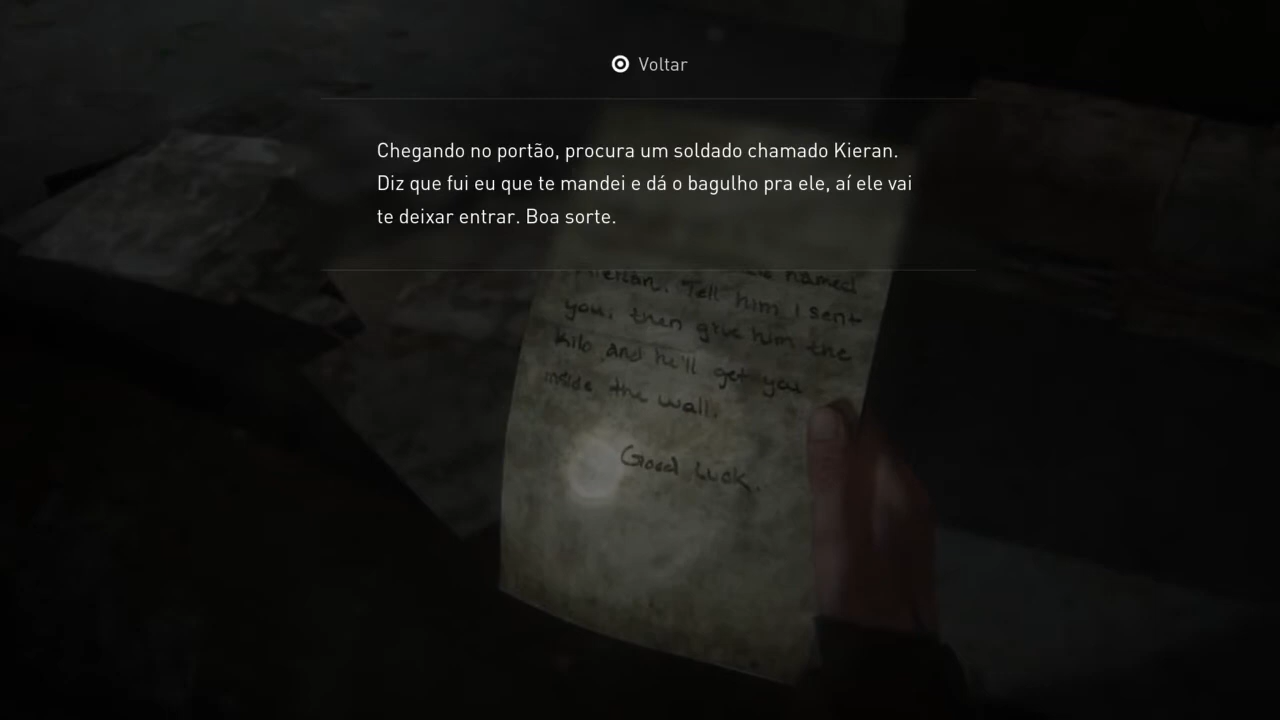 Voltar
Chegando no portão, procura um soldado chamado Kieran.
Diz que fui eu que te mandei e dá o bagulho pra ele, aí ele vai
te deixar entrar. Boa sorte.
named
Kieran. Tell him I sent
you, then give him the
kilo and he'll get you
inside the wall.
Good Luck.